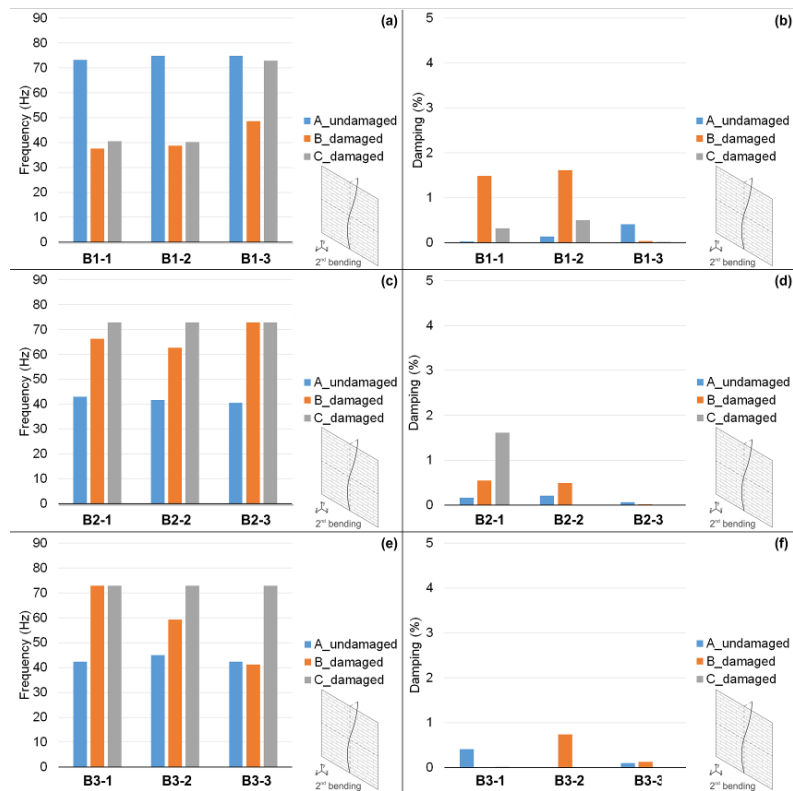 (a)
90
80
70
60
50
40
30
20
10
0
Frequency (Hz)
B1-1 B1-2 B1-3
A_undamaged
B_damaged
C_damaged
2nd bending
(b)
5
4
3
2
1
0
Damping (%)
B1-1 B1-2 B1-3
A_undamaged
B_damaged
C_damaged
2nd bending
(c)
90
80
70
60
50
40
30
20
10
0
Frequency (Hz)
B2-1 B2-2 B2-3
A_undamaged
B_damaged
C_damaged
2nd bending
(d)
5
4
3
2
1
0
Damping (%)
B2-1 B2-2 B2-3
A_undamaged
B_damaged
C_damaged
2nd bending
(e)
90
80
70
60
50
40
30
20
10
0
Frequency (Hz)
B3-1 B3-2 B3-3
A_undamaged
B_damaged
C_damaged
2nd bending
(f)
5
4
3
2
1
0
Damping (%)
B3-1 B3-2 B3-3
A_undamaged
B_damaged
C_damaged
2nd bending